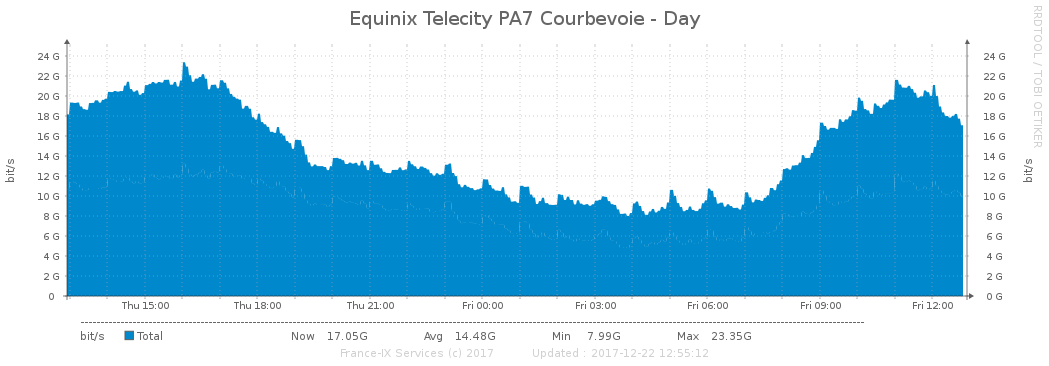 Equinix Telecity PA7 Courbevoie - Day
RRDTOOL / TOBI OETIKER
bit/s
24 G 24 G
22 G 22 G
20 G 20 G
18 G 18 G
16 G 16 G
14 G 14 G
12 G 12 G
10 G 10 G
8 G 8 G
6 G 6 G
4 G 4 G
2 G 2 G
0 0 G
bit/s
Thu 15:00 Thu 18:00 Thu 21:00 Fri 00:00 Fri 03:00 Fri 06:00 Fri 09:00 Fri 12:00
bit/s Total Now 17.05G Avg 14.48G Min 7.99G Max 23.35G
France-IX Services (c) 2017 Updated : 2017-12-22 12:55:12